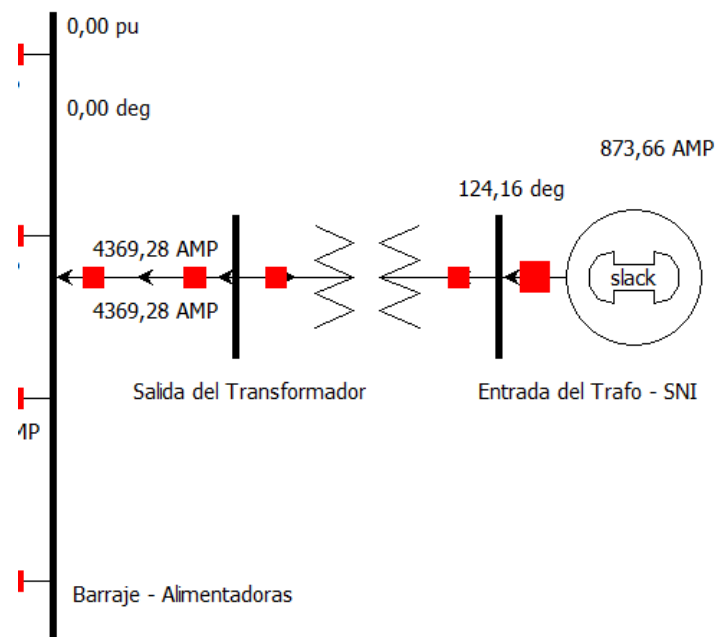 0,00 pu
0,00 deg
873,66 AMP
124,16 deg
4369,28 AMP
4369,28 AMP
slack
Salida del Transformador
Entrada del Trafo - SNI
Barraje - Alimentadoras